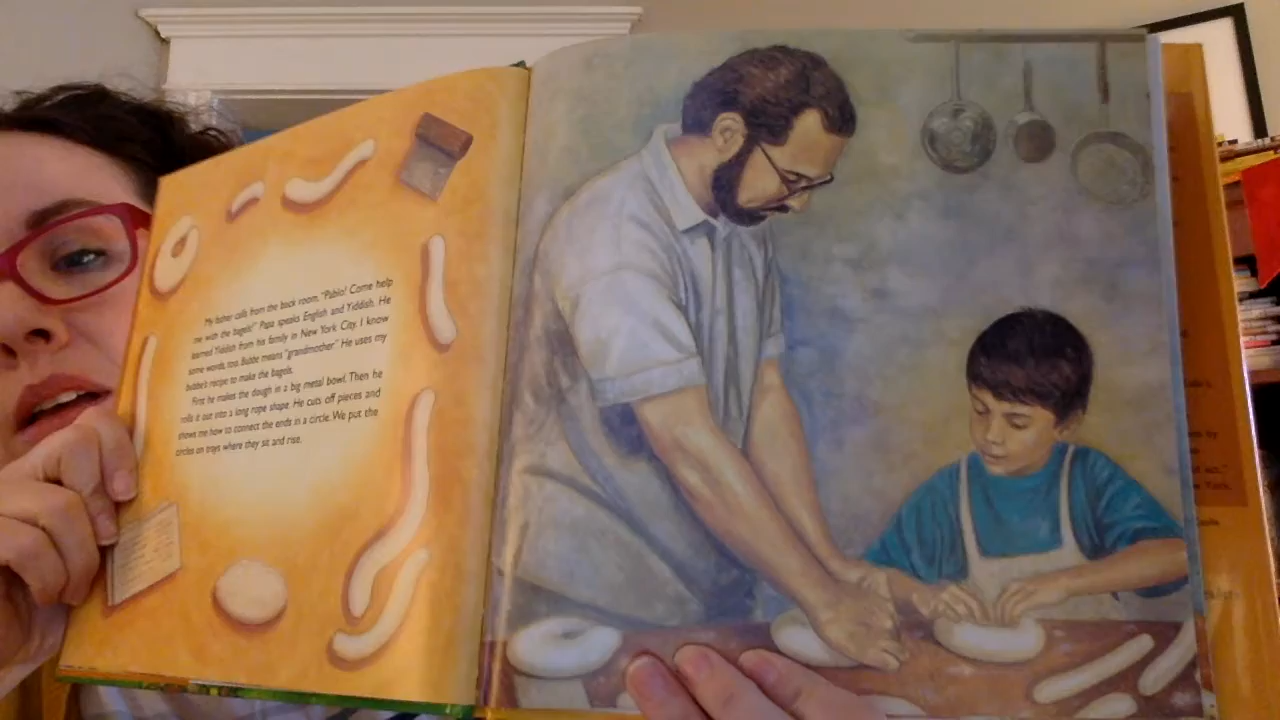 My father calls from the back room. "Pablo! Come help
me with the bagels!" Papa speaks English and Yiddish. He
learned Yiddish from his family in New York City. I know
some words, too. Bubbe means "grandmother." He uses my
bubbe's recipe to make the bagels.
First he makes the dough in a big metal bowl. Then he
rolls it out into a long rope shape. He cuts off pieces and
shows me how to connect the ends in a circle. We put the
circles on trays where they sit and rise.